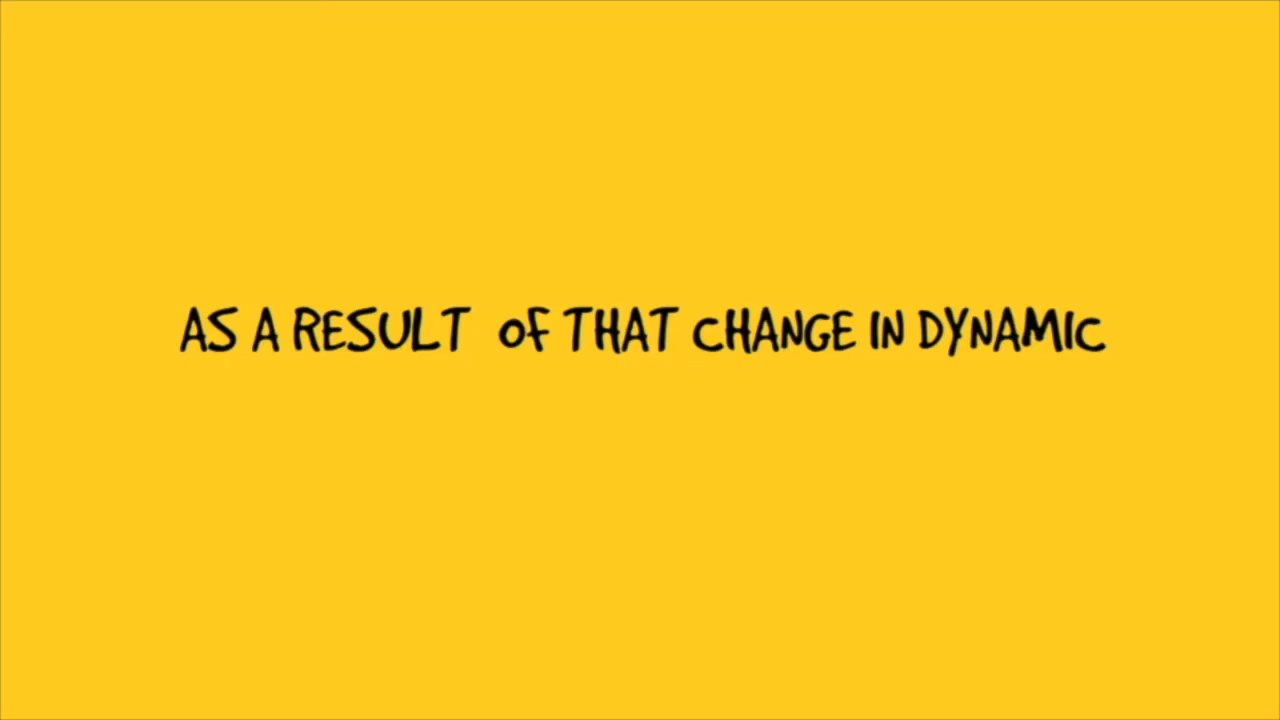 AS A RESULT OF THAT CHANGE IN DYNAMIC